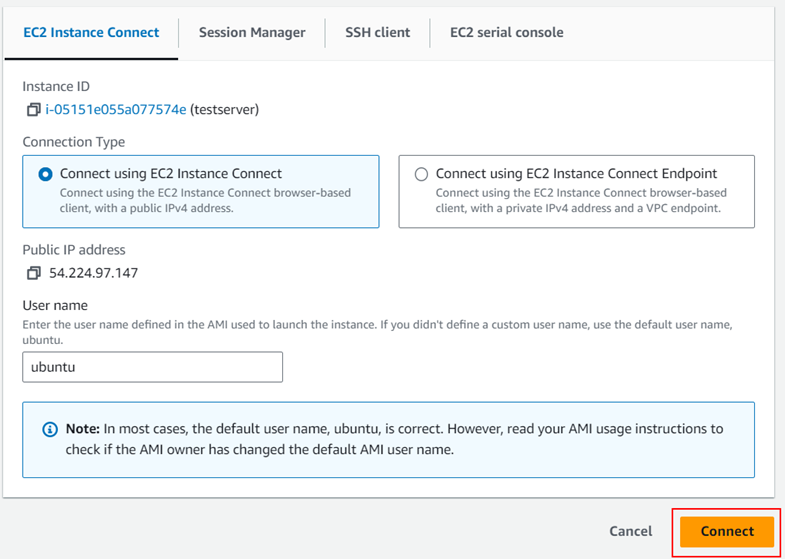 EC2 Instance Connect
Session Manager
SSH client
EC2 serial console
Instance ID
i-05151e055a077574e (testserver)
Connection Type
Connect using EC2 Instance Connect
Connect using the EC2 Instance Connect browser-based
client, with a public IPv4 address.
Connect using EC2 Instance Connect Endpoint
Connect using the EC2 Instance Connect browser-based
client, with a private IPv4 address and a VPC endpoint.
Public IP address
54.224.97.147
User name
Enter the user name defined in the AMI used to launch the instance. If you didn't define a custom user name, use the default user name,
ubuntu.
ubuntu
Note: In most cases, the default user name, ubuntu, is correct. However, read your AMI usage instructions to
check if the AMI owner has changed the default AMI user name.
Cancel
Connect